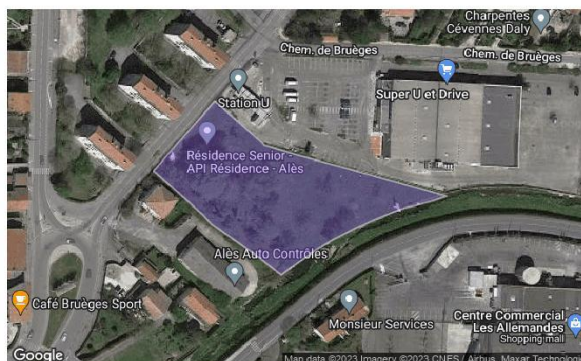 Charpentes
Cévennes Daly
Chem. de Bruèges
Chem. de Bruèges
Super U et Drive
Station U
Résidence Senior -
API Résidence - Alès
Alès Auto Contrôles
Café Bruèges Sport
Monsieur Services
Centre Commercial
Les Allemandes
Shopping mall
Google
Map data ©2023 Imagery ©2023 CNES / Airbus, Maxar Technolog